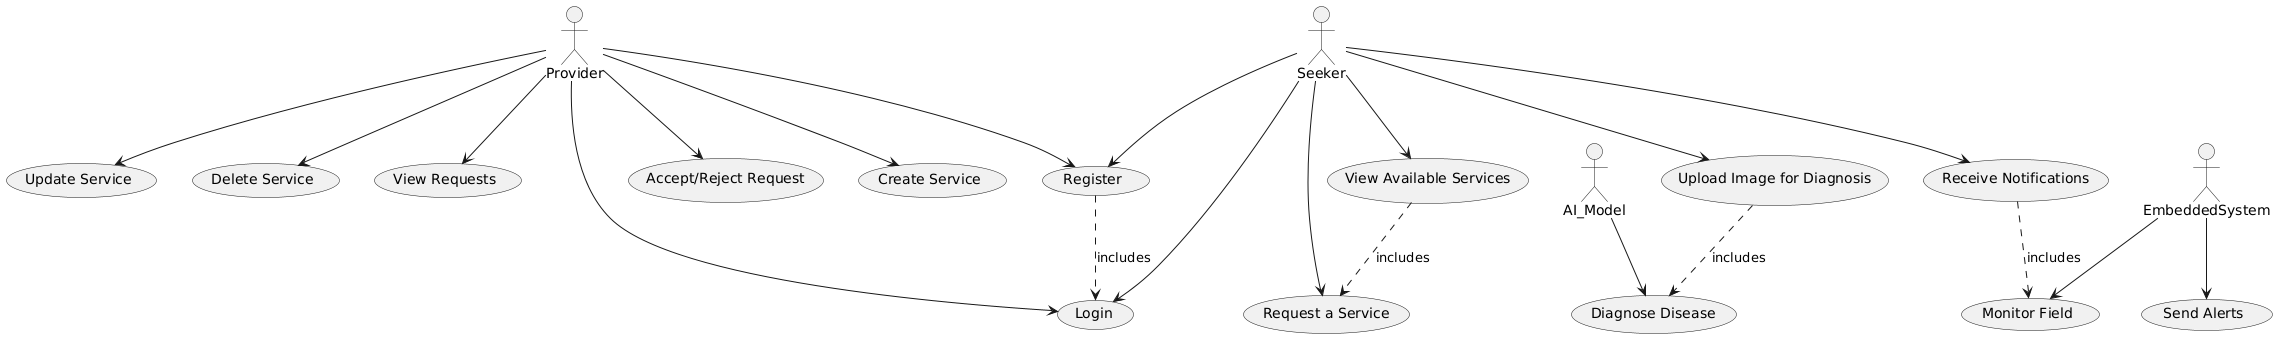 Provider
Seeker
Update Service
Delete Service
View Requests
Accept/Reject Request
Create Service
Register
View Available Services
AI_Model
Upload Image for Diagnosis
Receive Notifications
EmbeddedSystem
includes
includes
includes
includes
Login
Request a Service
Diagnose Disease
Monitor Field
Send Alerts